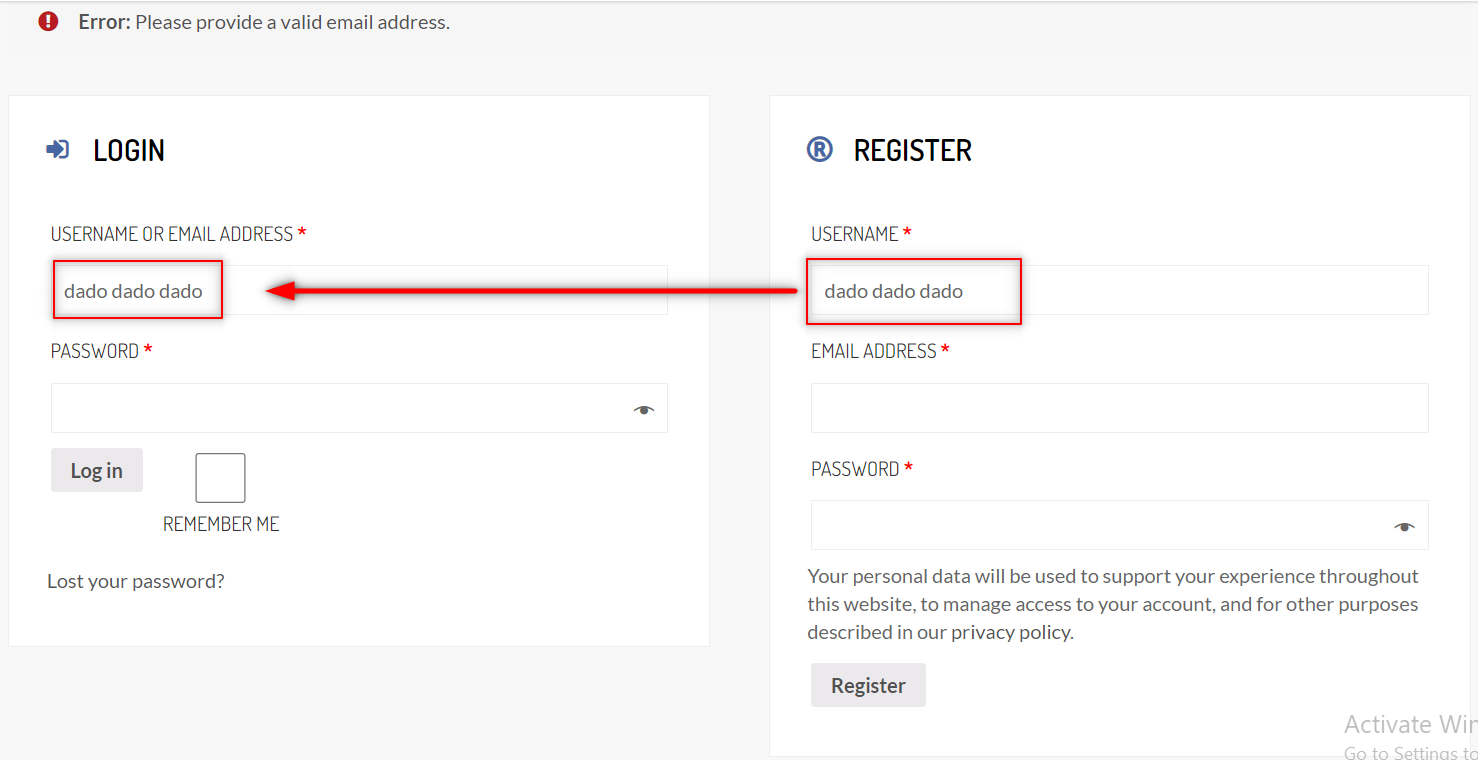 Error: Please provide a valid email address.
LOGIN
USERNAME OR EMAIL ADDRESS *
dado dado dado
PASSWORD *
Log in
REMEMBER ME
Lost your password?
® REGISTER
USERNAME *
dado dado dado
EMAIL ADDRESS *
PASSWORD *
Your personal data will be used to support your experience throughout
this website, to manage access to your account, and for other purposes
described in our privacy policy.
Register
Activate Win
Go to Settings to